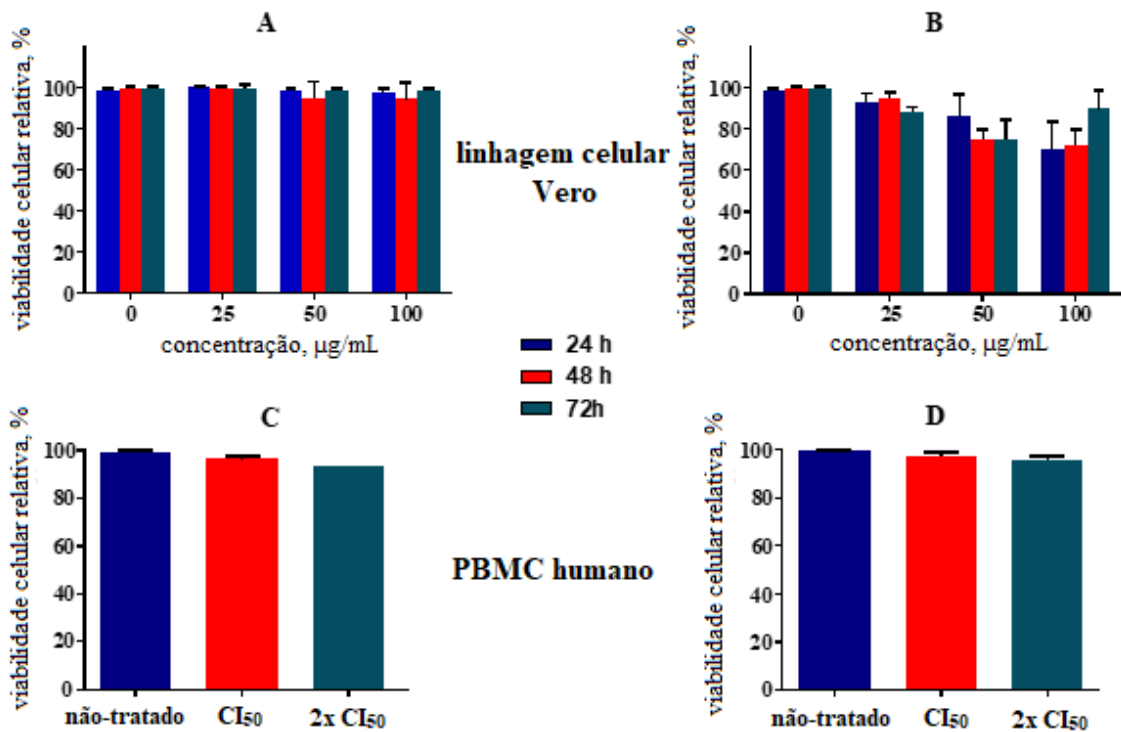 A
viabilidade celular relativa, %
100
80
60
40
20
0
0 25 50 100
concentração, µg/mL
linhagem celular
Vero
B
viabilidade celular relativa, %
100
80
60
40
20
0
0 25 50 100
concentração, µg/mL
24 h
48 h
72h
C
viabilidade celular relativa, %
100
80
60
40
20
0
não-tratado CI50 2x CI50
PBMC humano
D
viabilidade celular relativa, %
100
80
60
40
20
0
não-tratado CI50 2x CI50